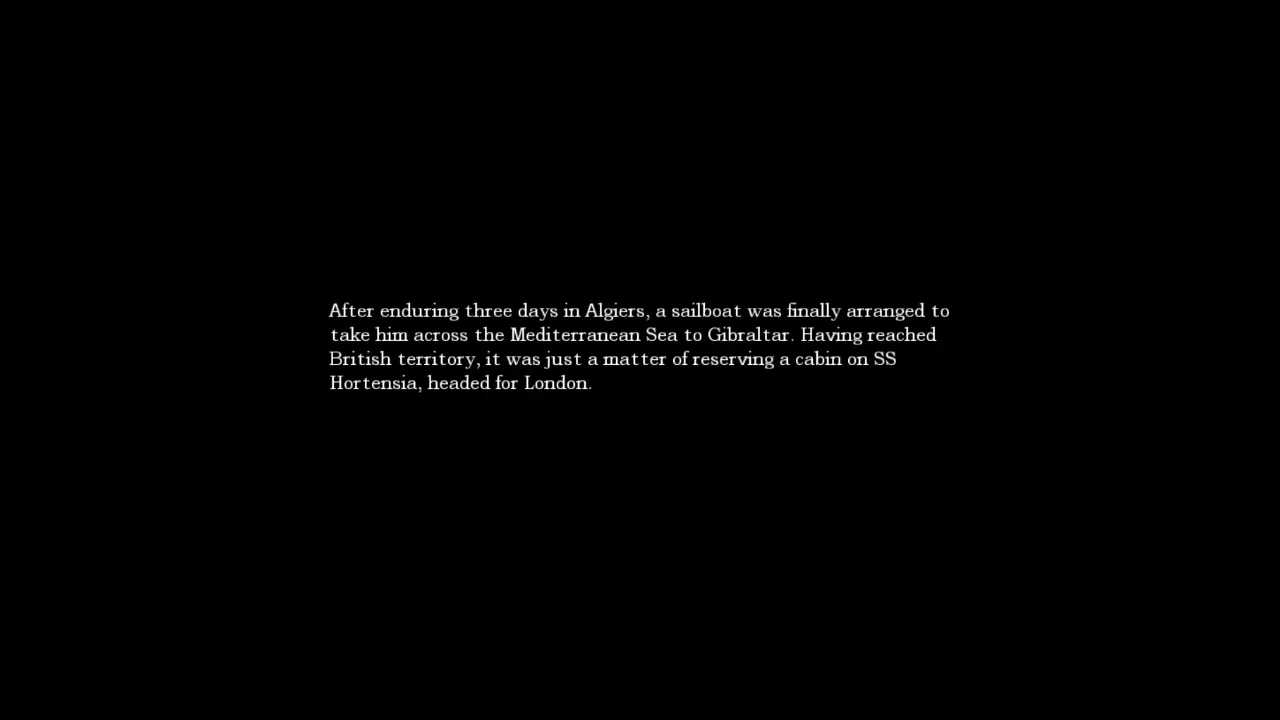 After enduring three days in Algiers, a sailboat was finally arranged to
take him across the Mediterranean Sea to Gibraltar. Having reached
British territory, it was just a matter of reserving a cabin on SS
Hortensia, headed for London.